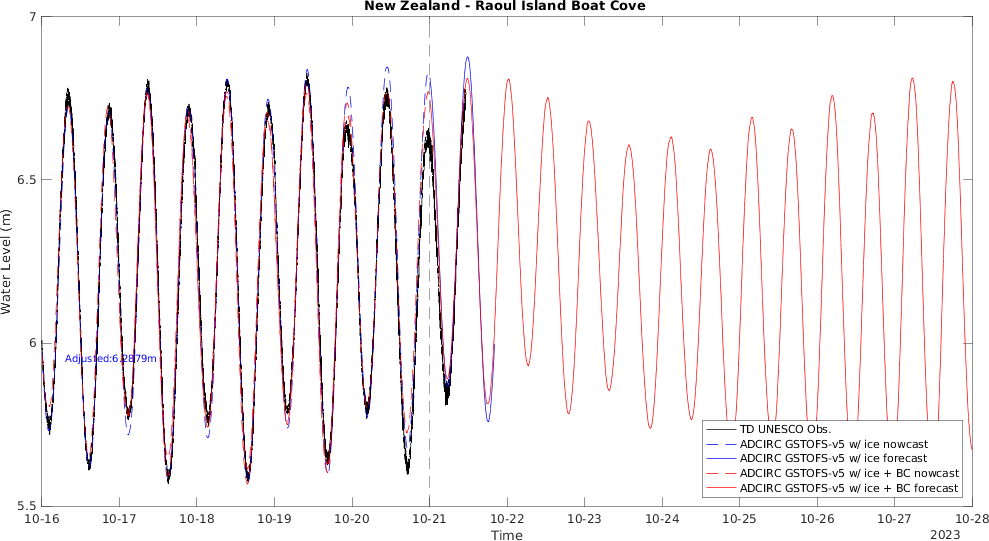 New Zealand - Raoul Island Boat Cove
7
6.5
6
5.5
Water Level (m)
Adjusted:6.2879m
TD UNESCO Obs.
ADCIRC GSTOFS-v5 w/ ice nowcast
ADCIRC GSTOFS-v5 w/ ice forecast
ADCIRC GSTOFS-v5 w/ ice + BC nowcast
ADCIRC GSTOFS-v5 w/ ice + BC forecast
10-16 10-17 10-18 10-19 10-20 10-21 10-22 10-23 10-24 10-25 10-26 10-27 10-28
Time
2023